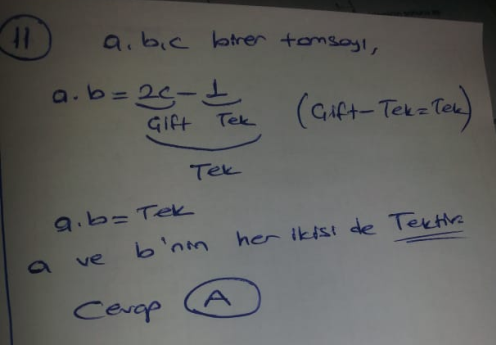 11 a, b, c birer tamsayı,
a.b = 2c - 1 (Çift - Tek = Tek)
Çift Tek
Tek
a.b = Tek
a ve b'nin her ikisi de Tektir.
Cevap A